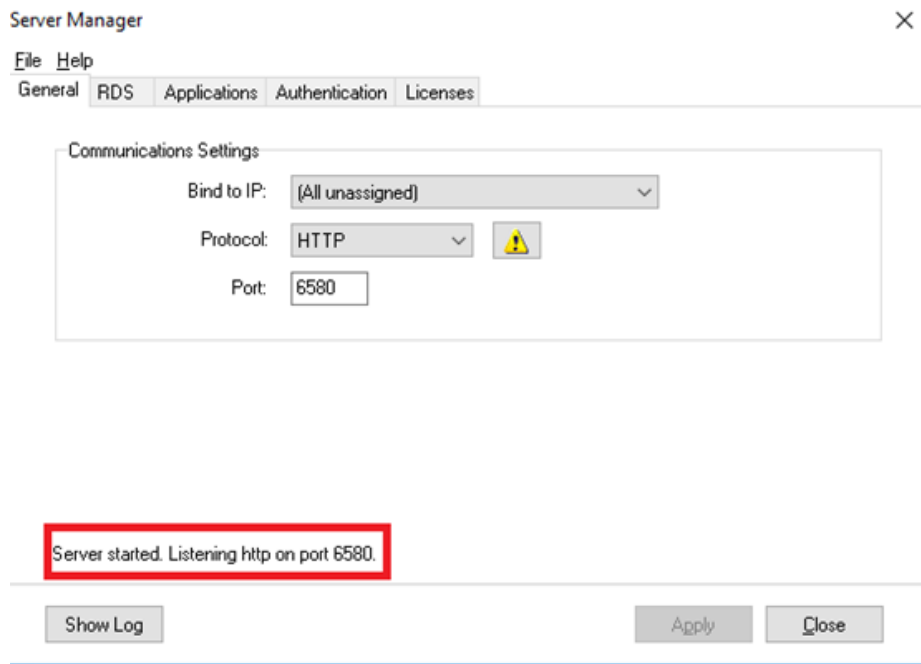 Server Manager
File Help
General RDS Applications Authentication Licenses
Communications Settings
Bind to IP: (All unassigned)
Protocol: HTTP
Port: 6580
Server started. Listening http on port 6580.
Show Log Apply Close